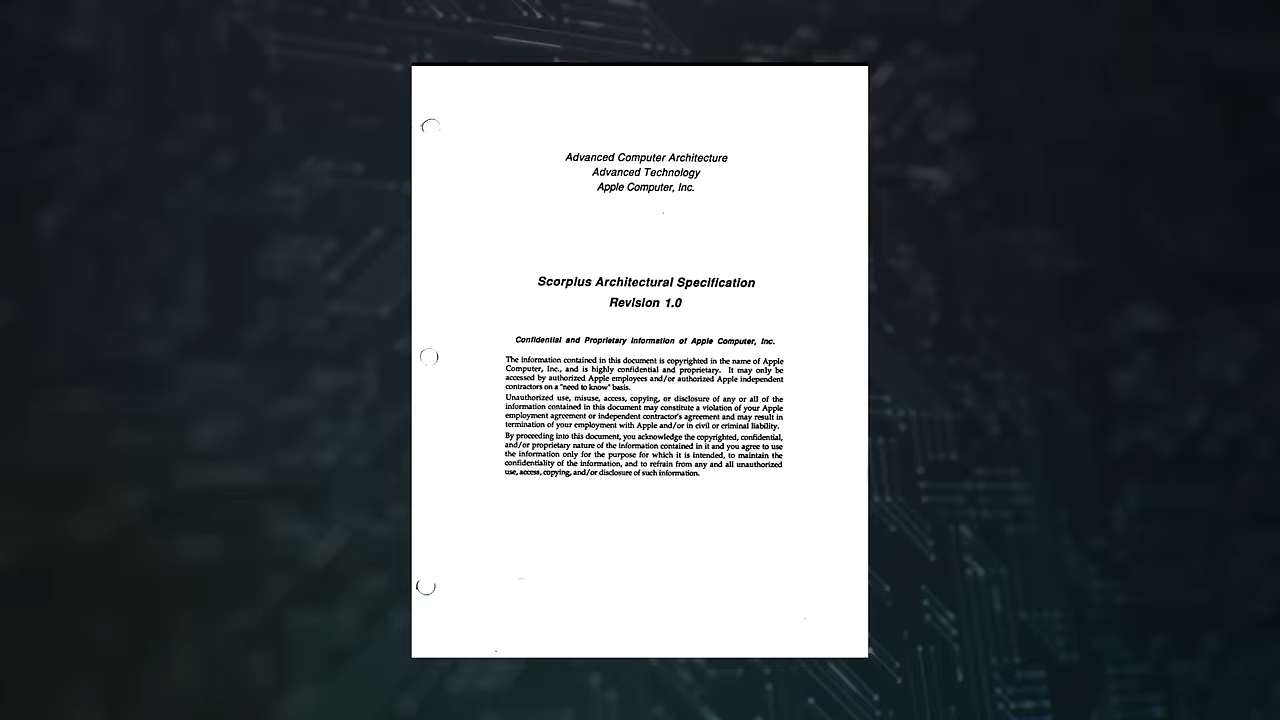 Advanced Computer Architecture
Advanced Technology
Apple Computer, Inc.
Scorpius Architectural Specification
Revision 1.0
Confidential and Proprietary Information of Apple Computer, Inc.
The information contained in this document is copyrighted in the name of Apple
Computer, Inc., and is highly confidential and proprietary. It may only be
accessed by authorized Apple employees and/or authorized Apple independent
contractors on a "need to know" basis.
Unauthorized use, misuse, access, copying, or disclosure of any or all of the
information contained in this document may constitute a violation of your Apple
employment agreement or independent contractor's agreement and may result in
termination of your employment with Apple and/or in civil or criminal liability.
By proceeding into this document, you acknowledge the copyrighted, confidential,
and/or proprietary nature of the information contained in it and you agree to use
the information only for the purpose for which it is intended, to maintain the
confidentiality of the information, and to refrain from any and all unauthorized
use, access, copying, and/or disclosure of such information.